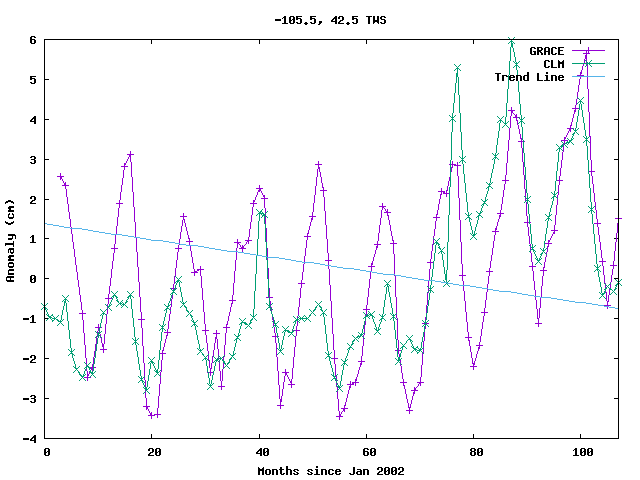 -105.5, 42.5 TWS
GRACE
CLM
Trend Line
6
5
4
3
2
1
0
-1
-2
-3
-4
Anomaly (cm)
0 20 40 60 80 100
Months since Jan 2002